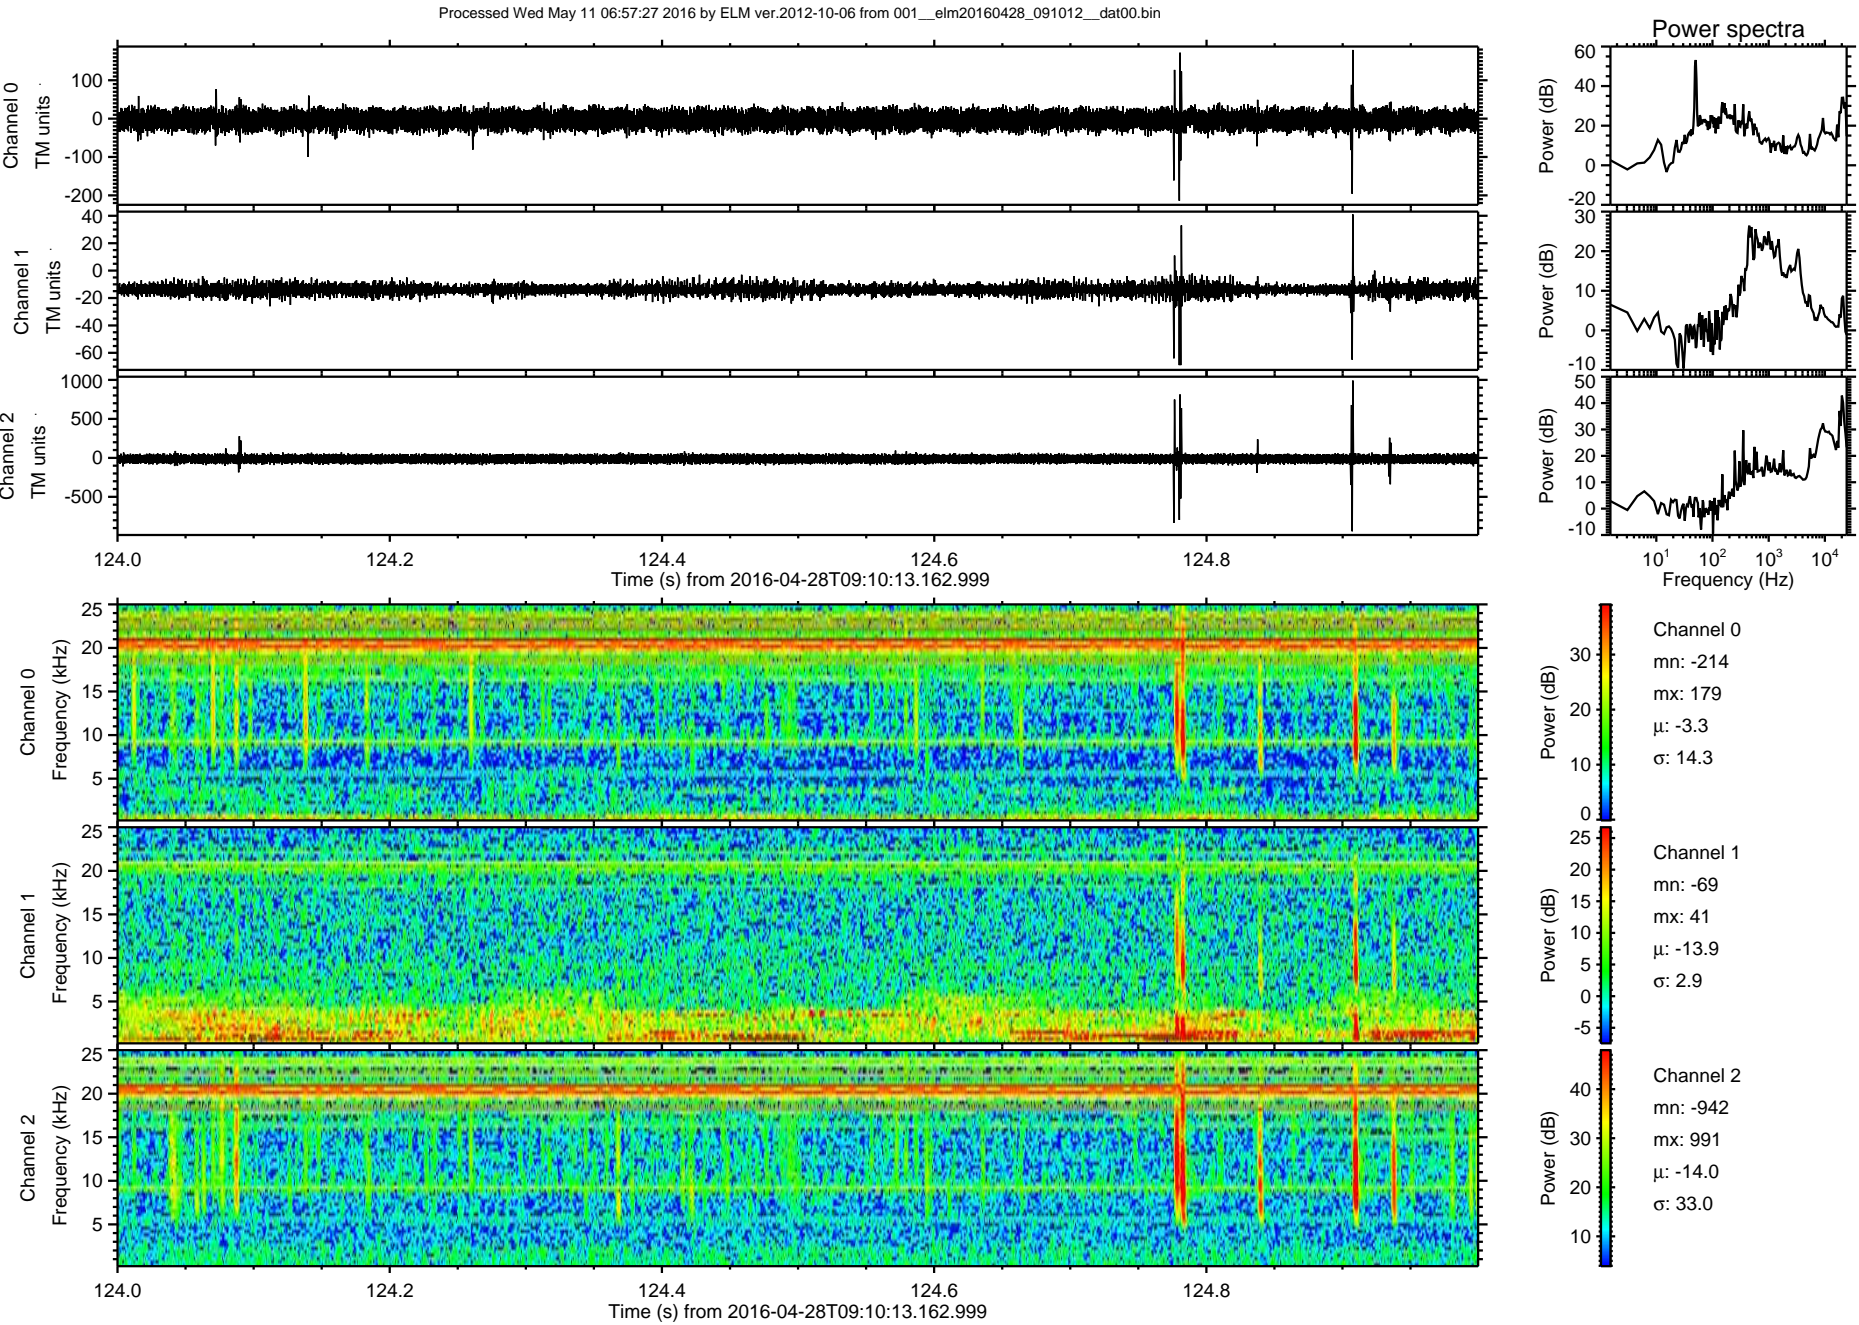 Processed Wed May 11 06:57:27 2016 by ELM ver.2012-10-06 from 001__elm20160428_091012__dat00.bin
Power spectra
Channel 0
TM units
100
0
-100
-200
Power (dB)
60
40
20
0
-20
Channel 1
TM units
40
20
0
-20
-40
-60
Power (dB)
30
20
10
0
-10
Channel 2
TM units
1000
500
0
-500
Power (dB)
50
40
30
20
10
0
-10
124.0 124.2 124.4 124.6 124.8
Time (s) from 2016-04-28T09:10:13.162.999
10¹ 10² 10³ 10⁴
Frequency (Hz)
Channel 0
Frequency (kHz)
25
20
15
10
5
Power (dB)
30
20
10
0
Channel 0
mn: -214
mx: 179
μ: -3.3
σ: 14.3
Channel 1
Frequency (kHz)
25
20
15
10
5
Power (dB)
25
20
15
10
5
0
-5
Channel 1
mn: -69
mx: 41
μ: -13.9
σ: 2.9
Channel 2
Frequency (kHz)
25
20
15
10
5
Power (dB)
40
30
20
10
Channel 2
mn: -942
mx: 991
μ: -14.0
σ: 33.0
124.0 124.2 124.4 124.6 124.8
Time (s) from 2016-04-28T09:10:13.162.999